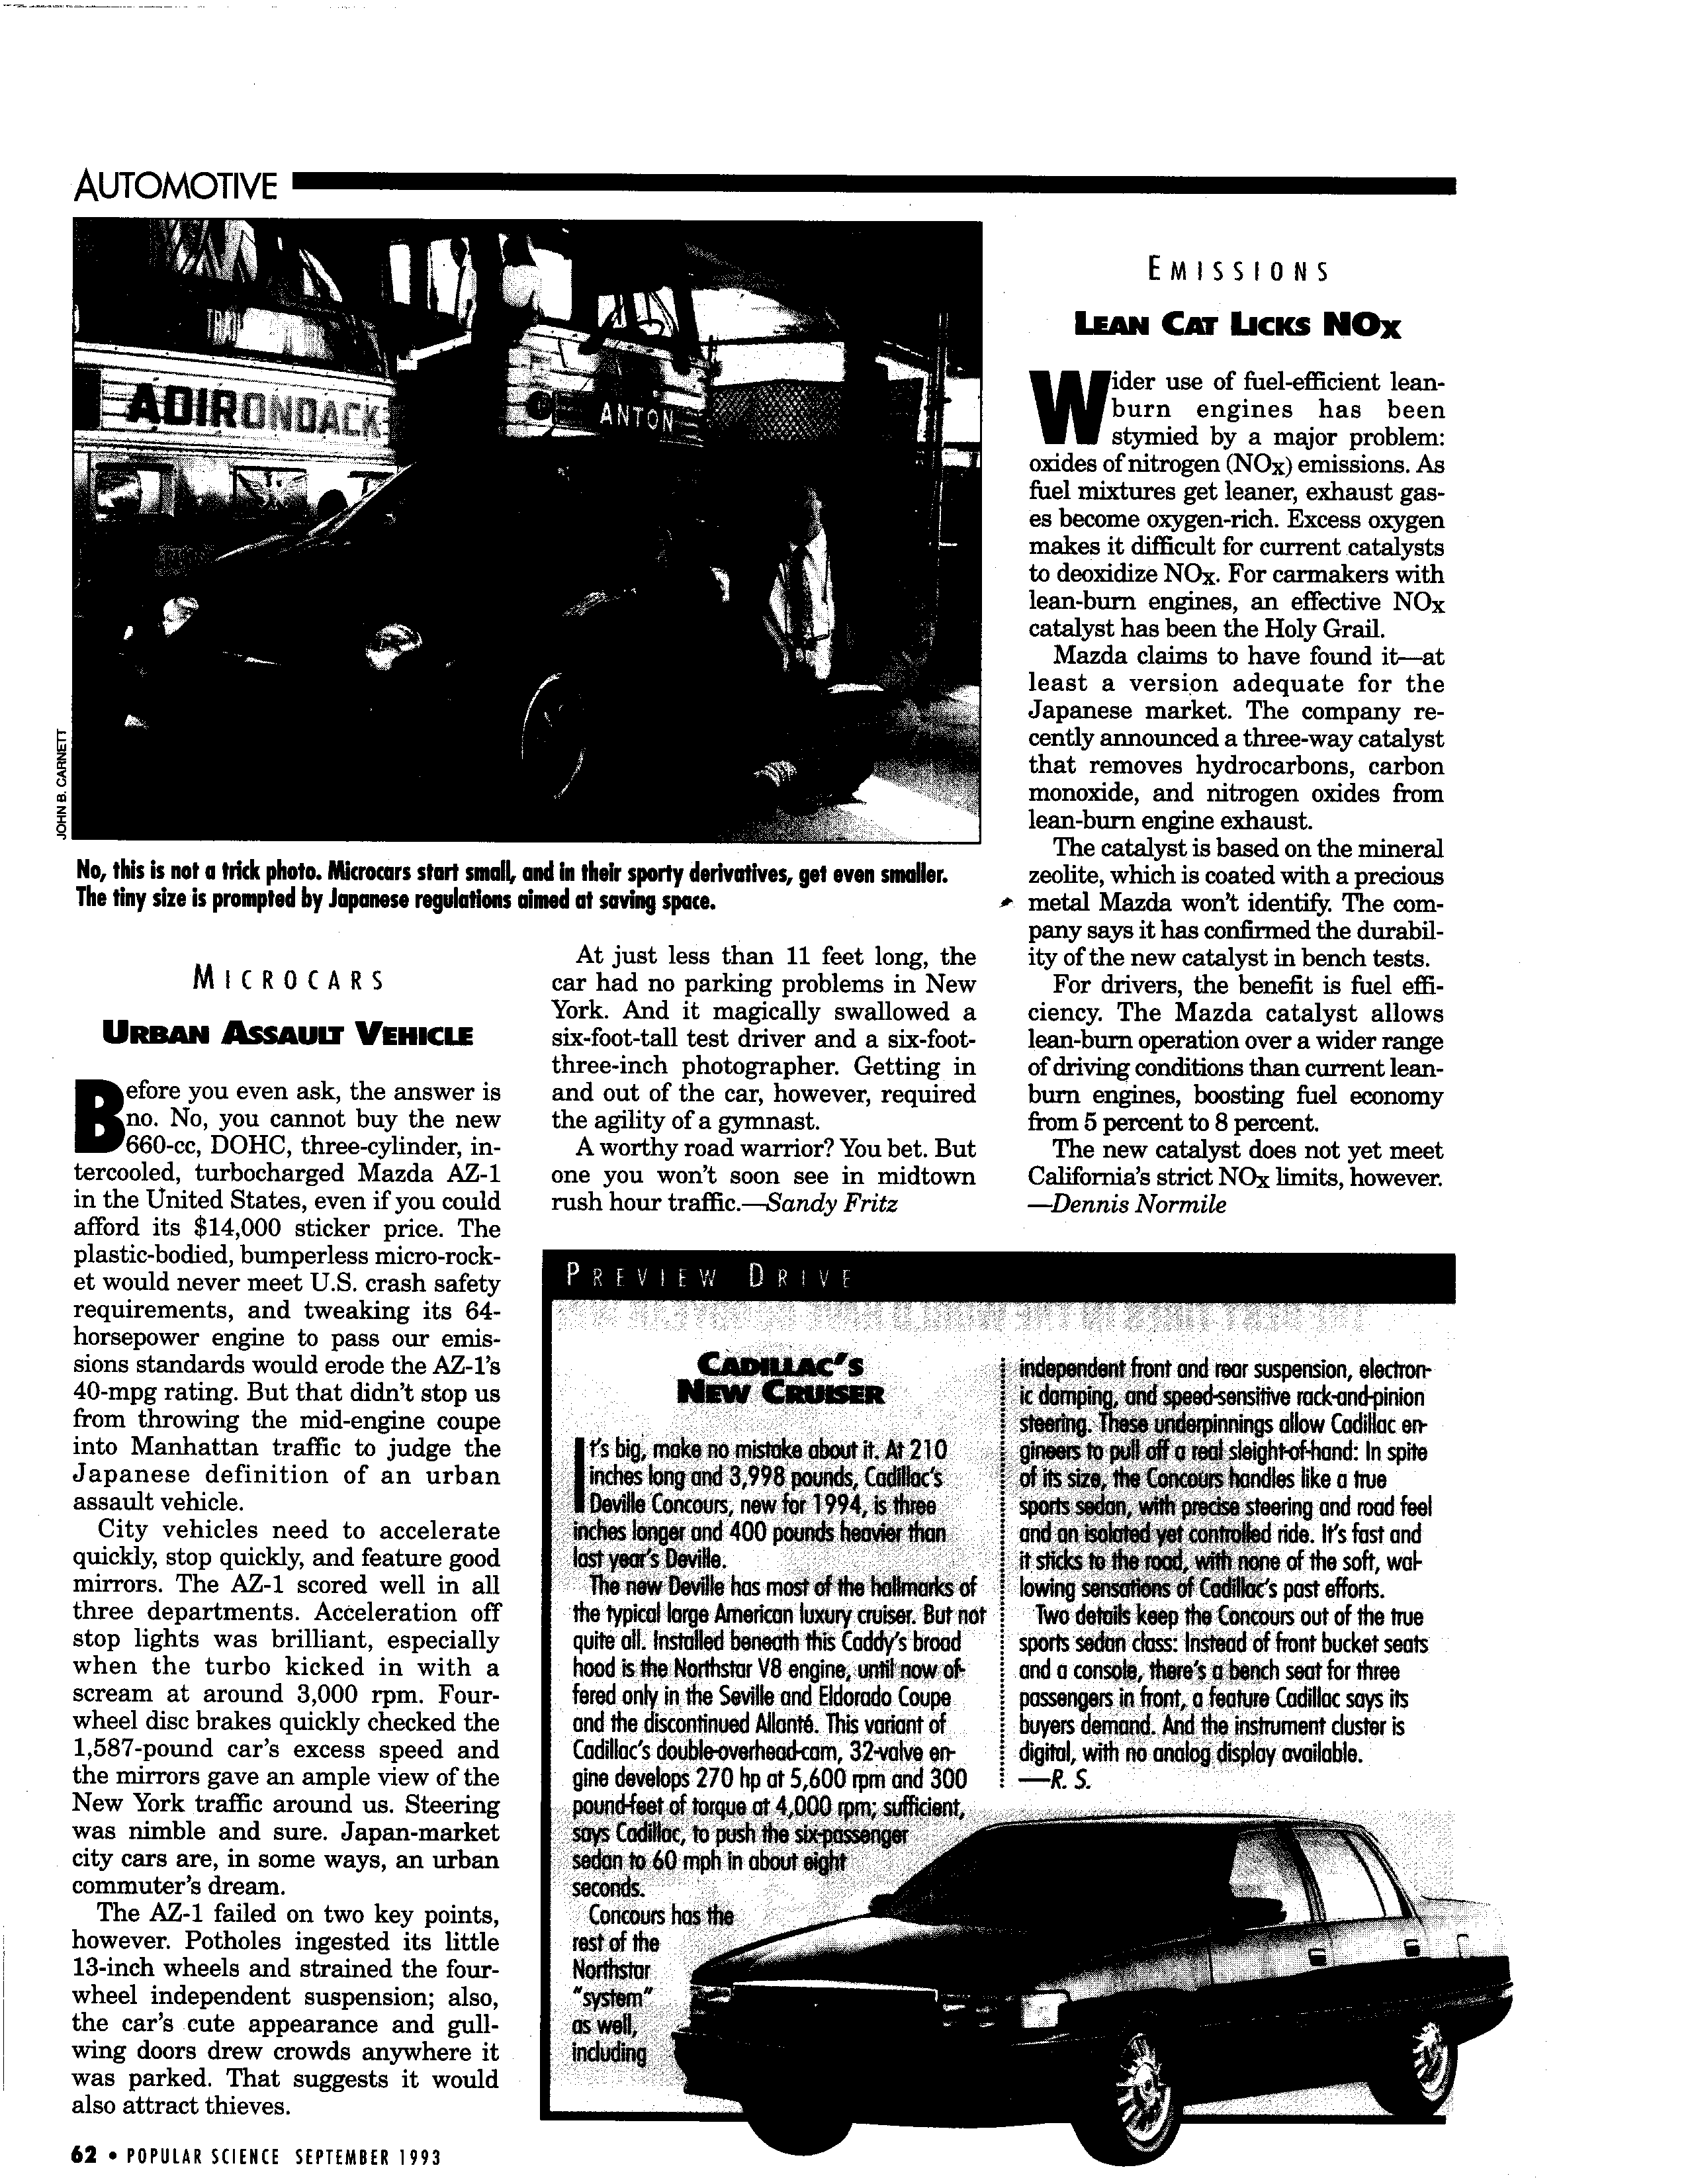 AUTOMOTIVE
ADIRONDACK
ANTON
JOHN B. CARNETT
No, this is not a trick photo. Microcars start small, and in their sporty derivatives, get even smaller.
The tiny size is prompted by Japanese regulations aimed at saving space.
MICROCARS
URBAN ASSAULT VEHICLE
Before you even ask, the answer is
no. No, you cannot buy the new
660-cc, DOHC, three-cylinder, in-
tercooled, turbocharged Mazda AZ-1
in the United States, even if you could
afford its $14,000 sticker price. The
plastic-bodied, bumperless micro-rock-
et would never meet U.S. crash safety
requirements, and tweaking its 64-
horsepower engine to pass our emis-
sions standards would erode the AZ-1's
40-mpg rating. But that didn't stop us
from throwing the mid-engine coupe
into Manhattan traffic to judge the
Japanese definition of an urban
assault vehicle.
City vehicles need to accelerate
quickly, stop quickly, and feature good
mirrors. The AZ-1 scored well in all
three departments. Acceleration off
stop lights was brilliant, especially
when the turbo kicked in with a
scream at around 3,000 rpm. Four-
wheel disc brakes quickly checked the
1,587-pound car's excess speed and
the mirrors gave an ample view of the
New York traffic around us. Steering
was nimble and sure. Japan-market
city cars are, in some ways, an urban
commuter's dream.
The AZ-1 failed on two key points,
however. Potholes ingested its little
13-inch wheels and strained the four-
wheel independent suspension; also,
the car's cute appearance and gull-
wing doors drew crowds anywhere it
was parked. That suggests it would
also attract thieves.
At just less than 11 feet long, the
car had no parking problems in New
York. And it magically swallowed a
six-foot-tall test driver and a six-foot-
three-inch photographer. Getting in
and out of the car, however, required
the agility of a gymnast.
A worthy road warrior? You bet. But
one you won't soon see in midtown
rush hour traffic.—Sandy Fritz
EMISSIONS
LEAN CAT LICKS NOx
Wider use of fuel-efficient lean-
burn engines has been
stymied by a major problem:
oxides of nitrogen (NOx) emissions. As
fuel mixtures get leaner, exhaust gas-
es become oxygen-rich. Excess oxygen
makes it difficult for current catalysts
to deoxidize NOx. For carmakers with
lean-burn engines, an effective NOx
catalyst has been the Holy Grail.
Mazda claims to have found it—at
least a version adequate for the
Japanese market. The company re-
cently announced a three-way catalyst
that removes hydrocarbons, carbon
monoxide, and nitrogen oxides from
lean-burn engine exhaust.
The catalyst is based on the mineral
zeolite, which is coated with a precious
metal Mazda won't identify. The com-
pany says it has confirmed the durabil-
ity of the new catalyst in bench tests.
For drivers, the benefit is fuel effi-
ciency. The Mazda catalyst allows
lean-burn operation over a wider range
of driving conditions than current lean-
burn engines, boosting fuel economy
from 5 percent to 8 percent.
The new catalyst does not yet meet
California's strict NOx limits, however.
—Dennis Normile
PREVIEW DRIVE
CADILLAC'S
NEW CRUISER
It's big, make no mistake about it. At 210
inches long and 3,998 pounds, Cadillac's
Deville Concours, new for 1994, is three
inches longer and 400 pounds heavier than
last year's Deville.
The new Deville has most of the hallmarks of
the typical large American luxury cruiser. But not
quite all. Installed beneath this Caddy's broad
hood is the Northstar V8 engine, until now of-
fered only in the Seville and Eldorado Coupe
and the discontinued Allanté. This variant of
Cadillac's double-overhead-cam, 32-valve en-
gine develops 270 hp at 5,600 rpm and 300
pound-feet of torque at 4,000 rpm; sufficient,
says Cadillac, to push the six-passenger
sedan to 60 mph in about eight
seconds.
Concours has the
rest of the
Northstar
"system"
as well,
including
independent front and rear suspension, electron-
ic damping, and speed-sensitive rack-and-pinion
steering. These underpinnings allow Cadillac en-
gineers to pull off a real sleight-of-hand: In spite
of its size, the Concours handles like a true
sports sedan, with precise steering and road feel
and an isolated yet controlled ride. It's fast and
it sticks to the road, with none of the soft, wal-
lowing sensations of Cadillac's past efforts.
Two details keep the Concours out of the true
sports sedan class: Instead of front bucket seats
and a console, there's a bench seat for three
passengers in front, a feature Cadillac says its
buyers demand. And the instrument cluster is
digital, with no analog display available.
—R. S.
62 • POPULAR SCIENCE SEPTEMBER 1993